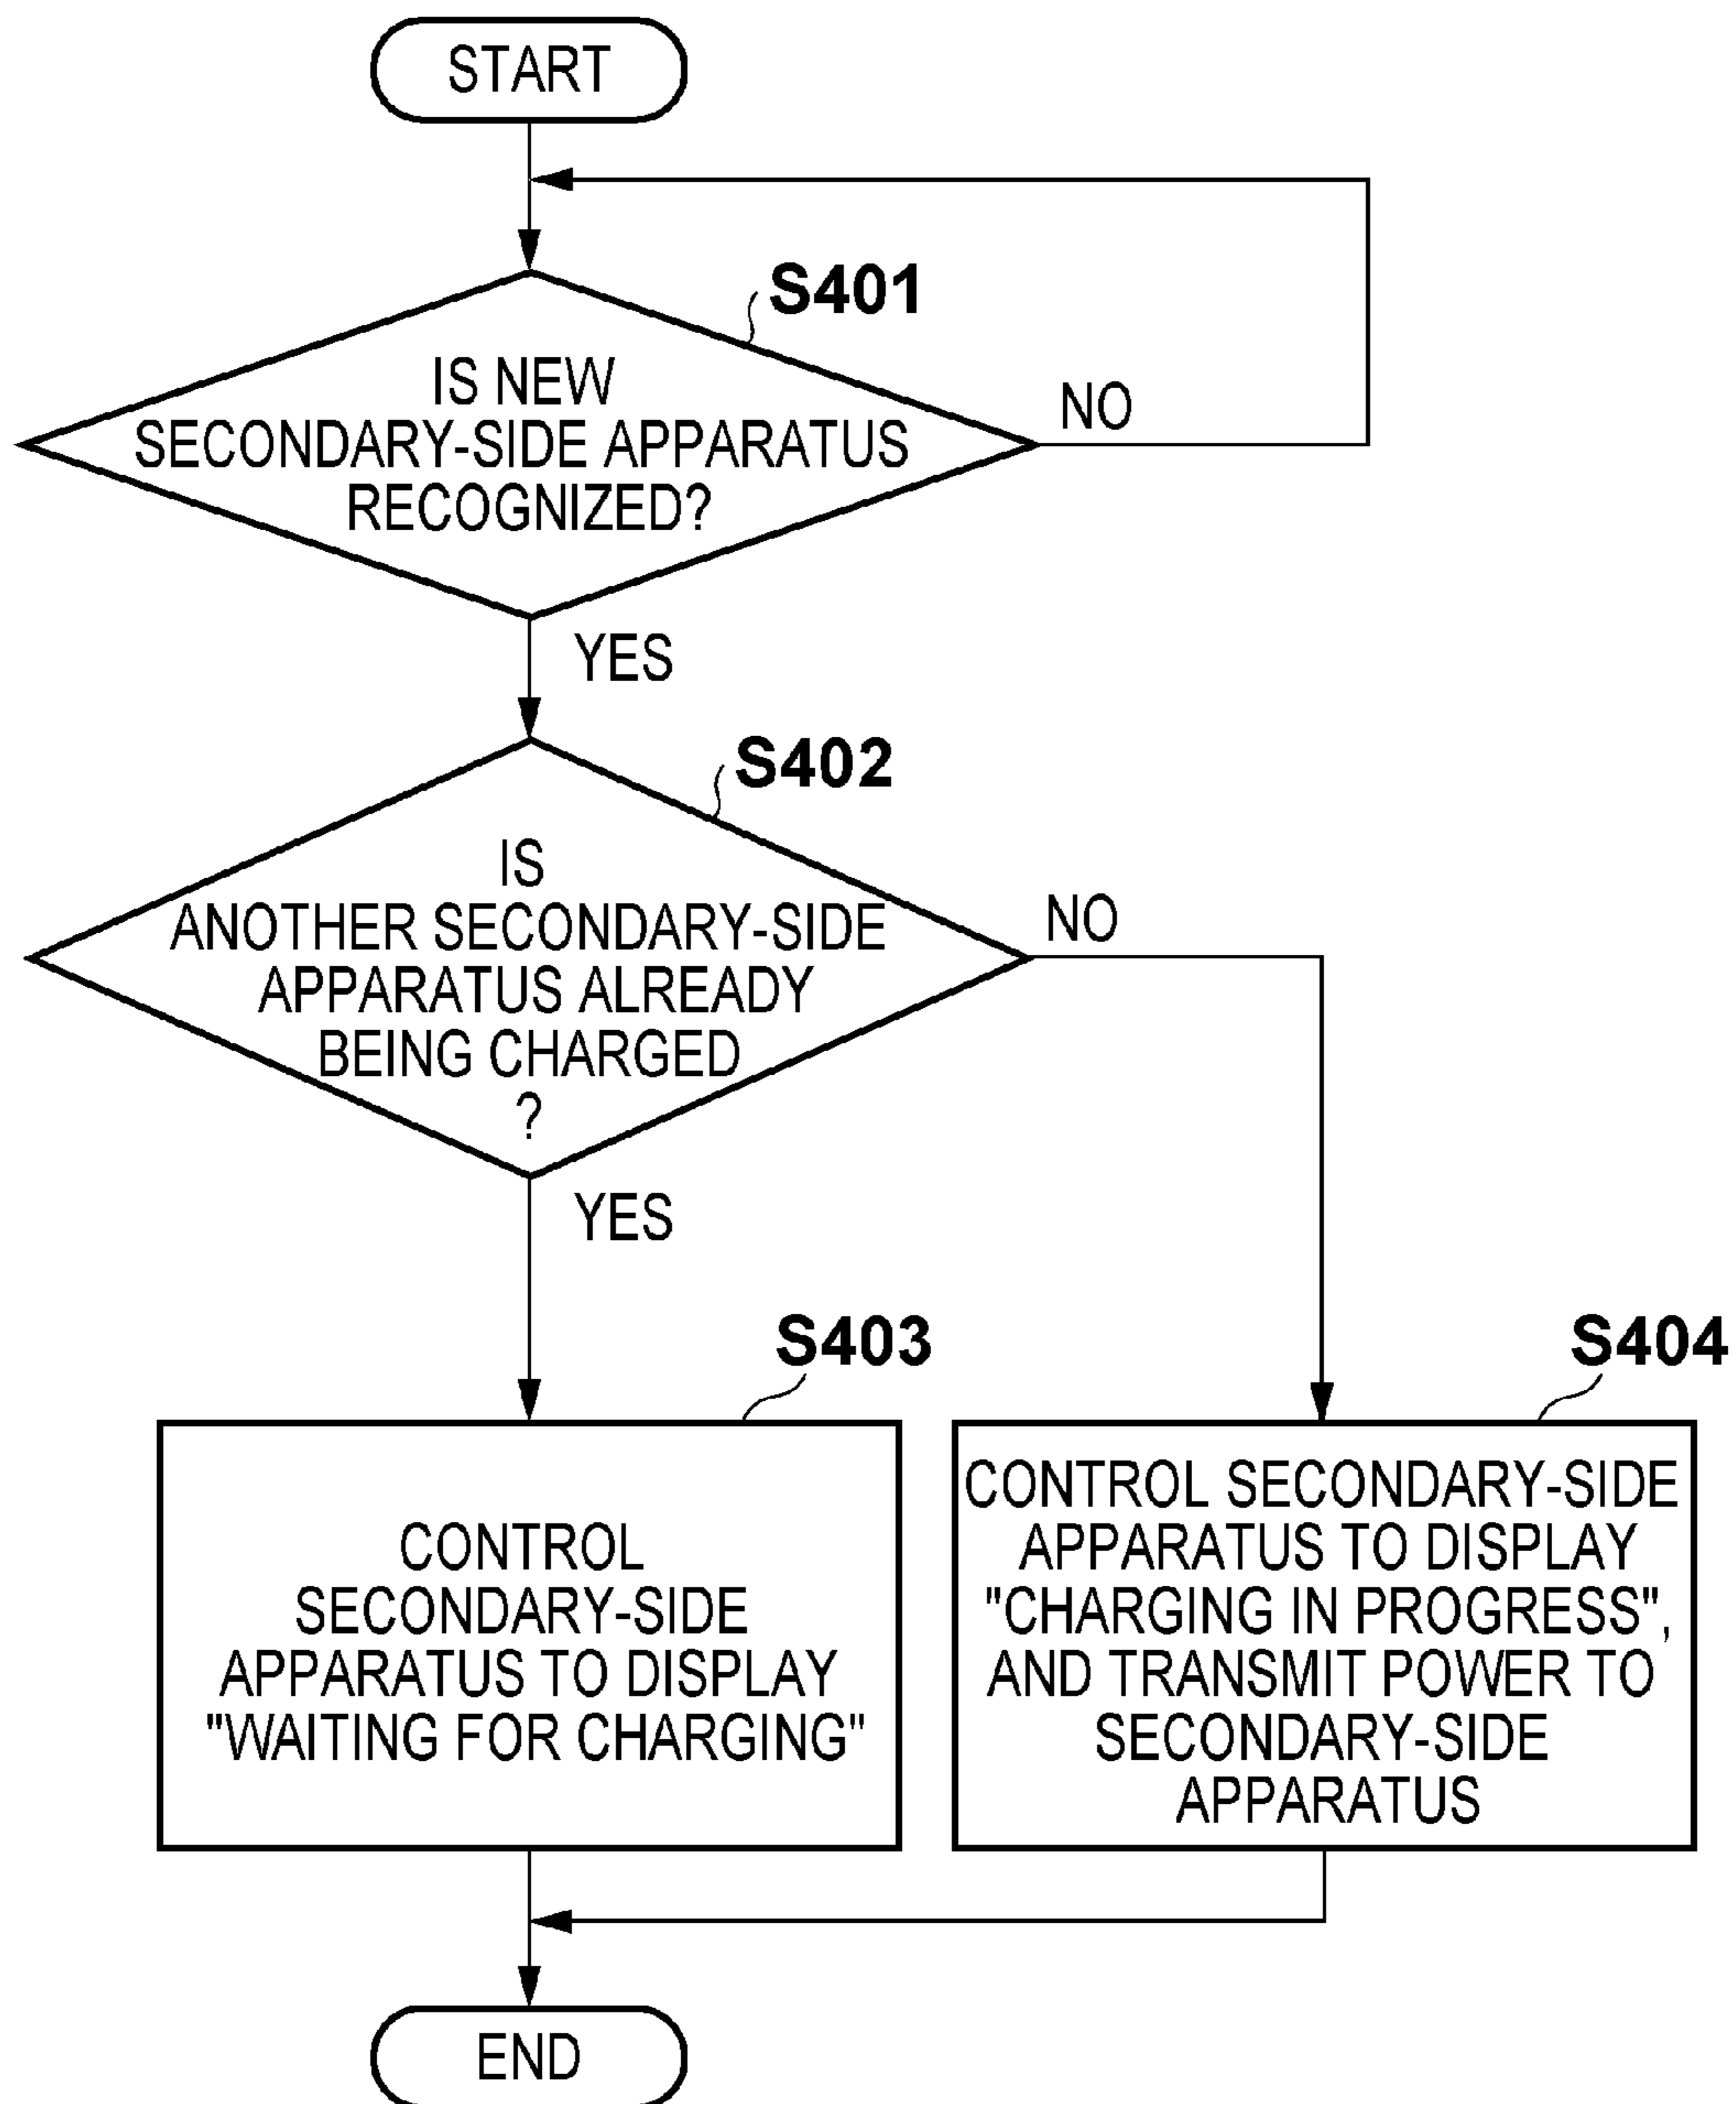 START
S401
IS NEW
SECONDARY-SIDE APPARATUS
RECOGNIZED?
NO
YES
S402
IS
ANOTHER SECONDARY-SIDE
APPARATUS ALREADY
BEING CHARGED
?
NO
YES
S403
CONTROL
SECONDARY-SIDE
APPARATUS TO DISPLAY
"WAITING FOR CHARGING"
S404
CONTROL SECONDARY-SIDE
APPARATUS TO DISPLAY
"CHARGING IN PROGRESS",
AND TRANSMIT POWER TO
SECONDARY-SIDE
APPARATUS
END